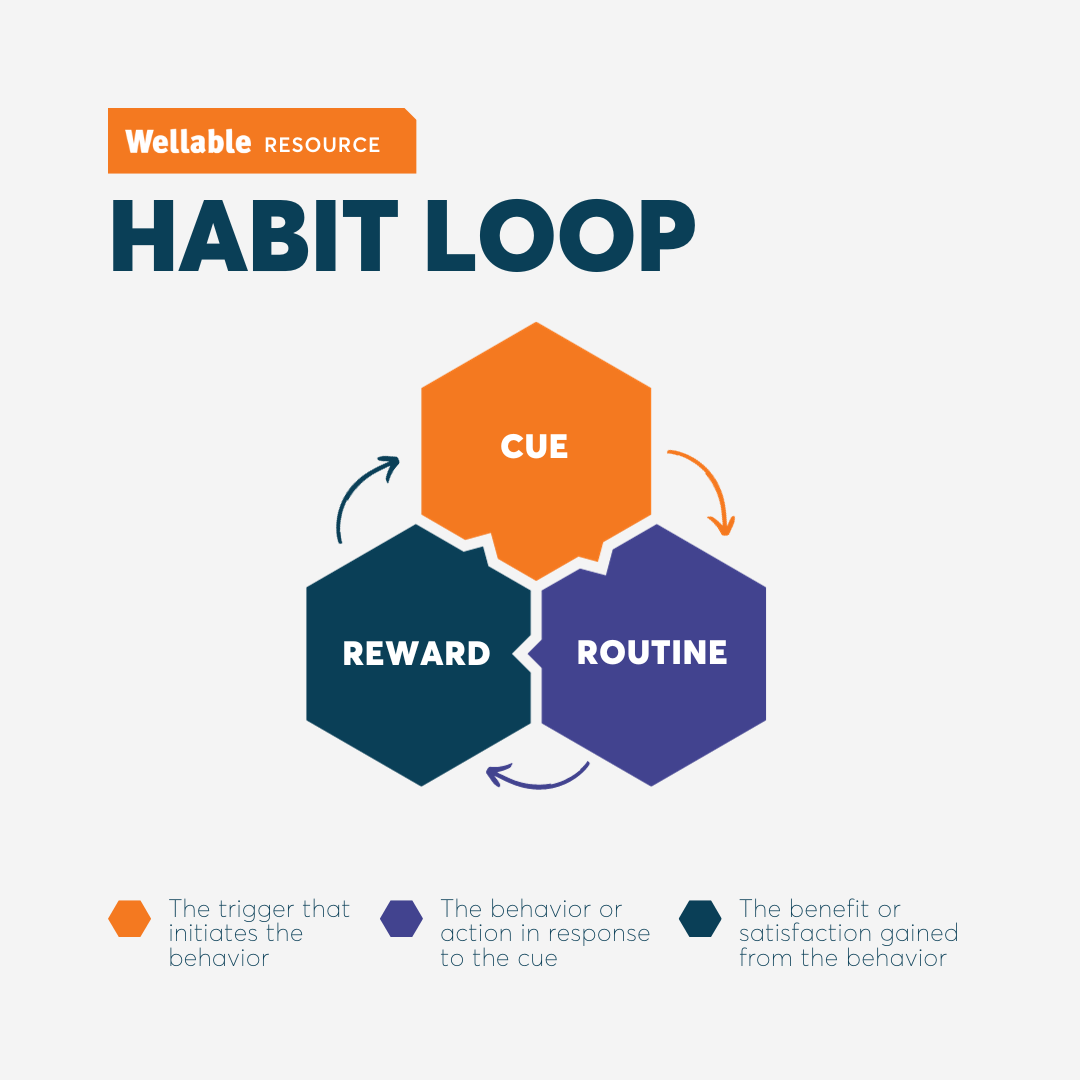 Wellable RESOURCE
HABIT LOOP
CUE
REWARD
ROUTINE
The trigger that
initiates the
behavior
The behavior or
action in response
to the cue
The benefit or
satisfaction gained
from the behavior